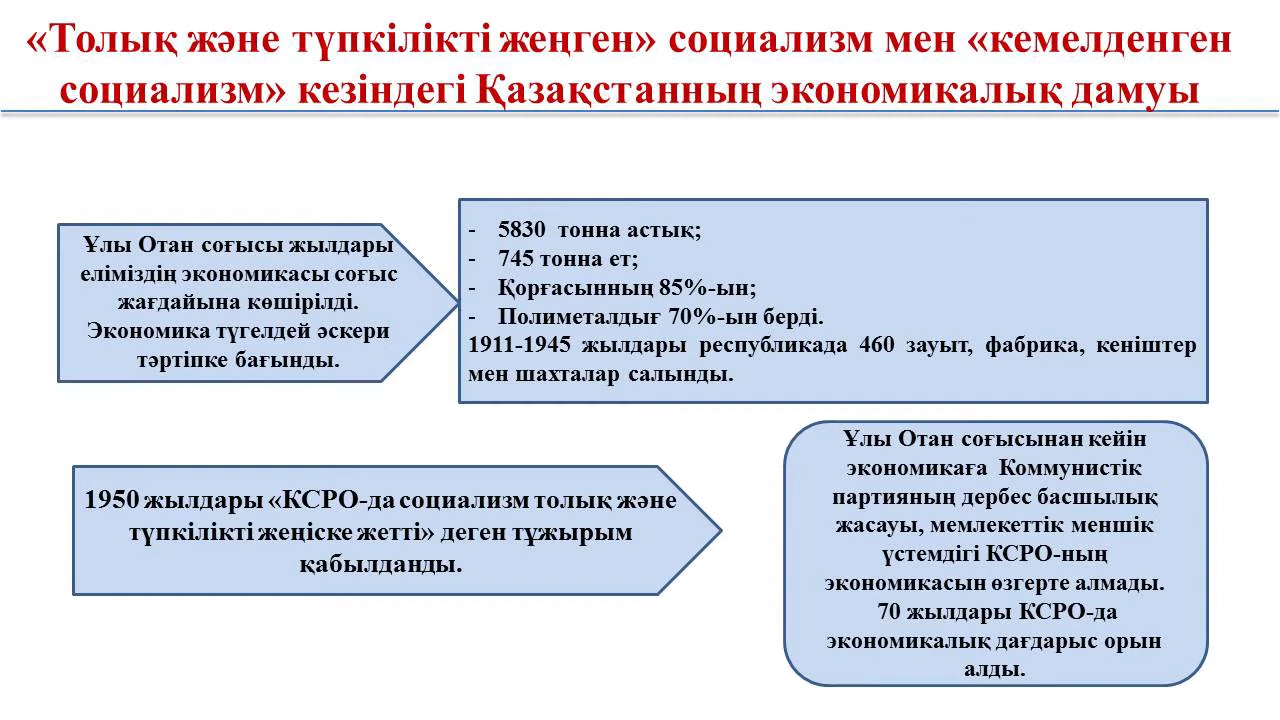 «Толық және түпкілікті жеңген» социализм мен «кемелденген
социализм» кезіндегі Қазақстанның экономикалық дамуы
Ұлы Отан соғысы жылдары
еліміздің экономикасы соғыс
жағдайына көшірілді.
Экономика түгелдей әскери
тәртіпке бағынды.
- 5830 тонна астық;
- 745 тонна ет;
- Қорғасынның 85%-ын;
- Полиметалдығ 70%-ын берді.
1911-1945 жылдары республикада 460 зауыт, фабрика, кеніштер
мен шахталар салынды.
1950 жылдары «КСРО-да социализм толық және
түпкілікті жеңіске жетті» деген тұжырым
қабылданды.
Ұлы Отан соғысынан кейін
экономикаға Коммунистік
партияның дербес басшылық
жасауы, мемлекеттік меншік
үстемдігі КСРО-ның
экономикасын өзгерте алмады.
70 жылдары КСРО-да
экономикалық дағдарыс орын
алды.